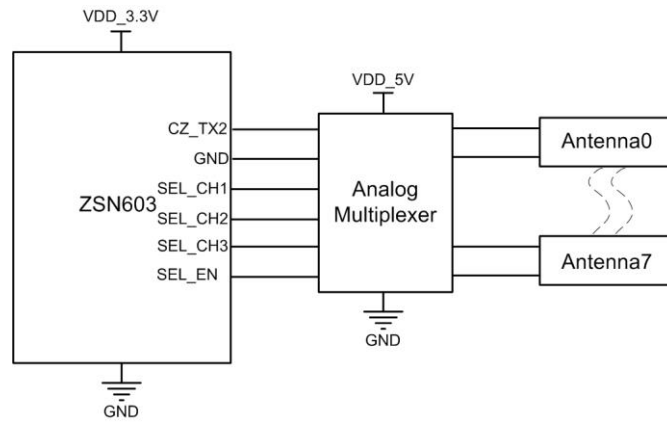 VDD_3.3V
VDD_5V
CZ_TX2
GND
SEL_CH1
SEL_CH2
SEL_CH3
SEL_EN
ZSN603
Analog
Multiplexer
Antenna0
Antenna7
GND
GND